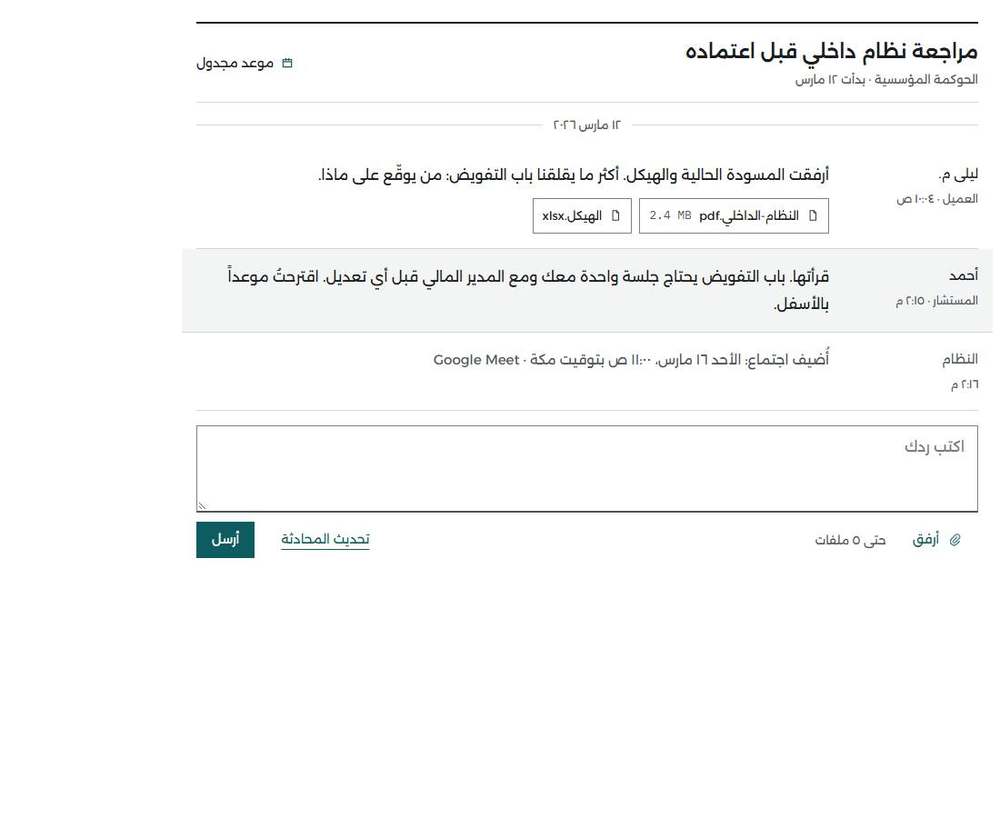 مراجعة نظام داخلي قبل اعتماده
موعد مجدول
الحوكمة المؤسسية · بدأت ١٢ مارس
١٢ مارس ٢٠٢٦
ليلى م.
العميل · ١٠:٠٤ ص
أرفقت المسودة الحالية والهيكل. أكثر ما يقلقنا باب التفويض: من يوقّع على ماذا.
النظام-الداخلي.pdf 2.4 MB
الهيكل.xlsx
أحمد
المستشار · ٢:١٥ م
قرأتها. باب التفويض يحتاج جلسة واحدة معك ومع المدير المالي قبل أي تعديل. اقترحتُ موعداً
بالأسفل.
النظام
٢:١٦ م
أُضيف اجتماع: الأحد ١٦ مارس، ١١:٠٠ ص بتوقيت مكة · Google Meet
اكتب ردك
أرفق
حتى ٥ ملفات
تحديث المحادثة
أرسل